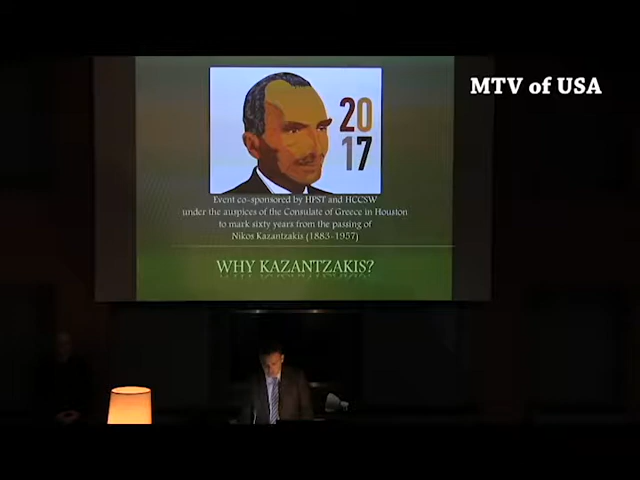 MTV of USA
20
17
Event co-sponsored by HPST and HCCSW
under the auspices of the Consulate of Greece in Houston
to mark sixty years from the passing of
Nikos Kazantzakis (1883-1957)
WHY KAZANTZAKIS?